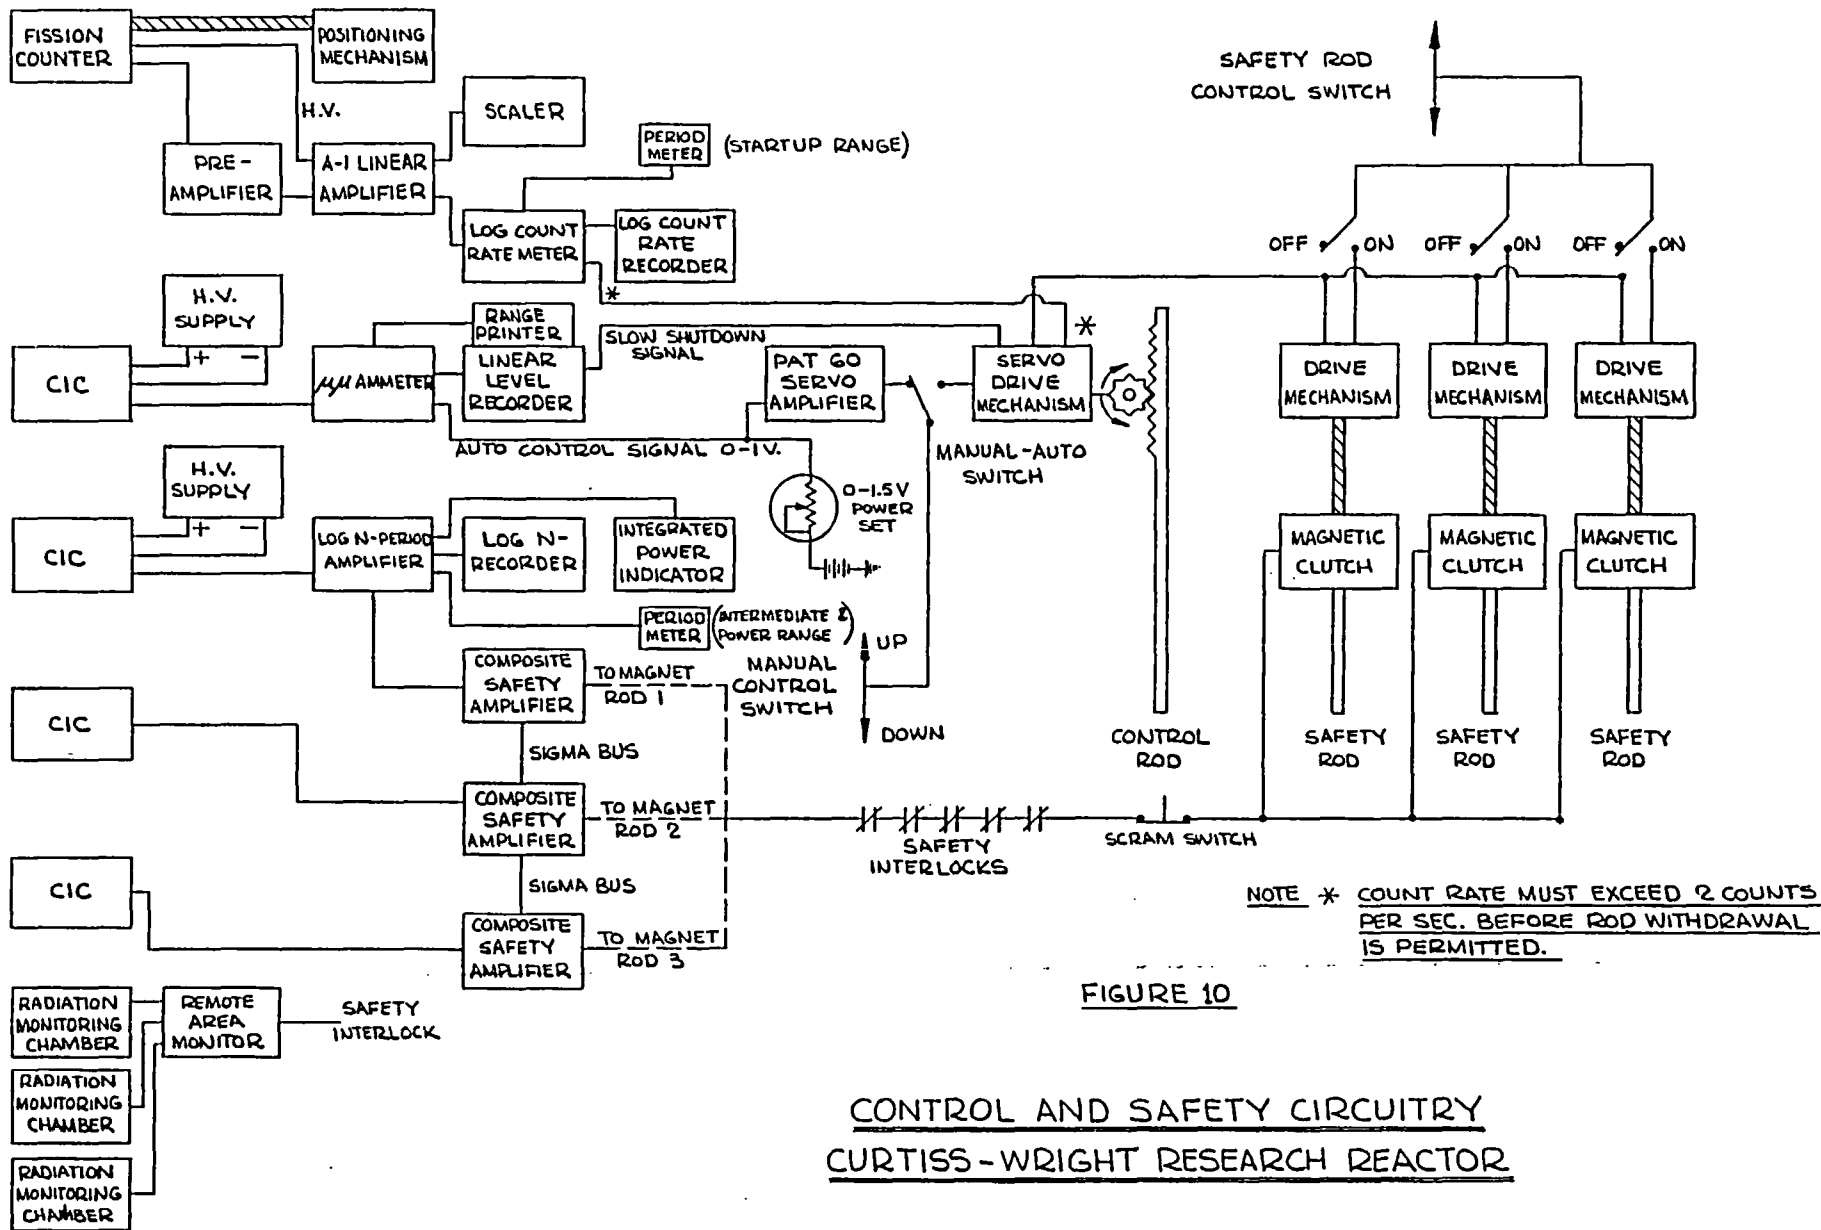 FISSION
COUNTER
POSITIONING
MECHANISM
H.V.
SCALER
PRE-
AMPLIFIER
A-1 LINEAR
AMPLIFIER
PERIOD
METER
(STARTUP RANGE)
LOG COUNT
RATE METER
LOG COUNT
RATE
RECORDER
*
SAFETY ROD
CONTROL SWITCH
OFF
ON
OFF
ON
OFF
ON
H.V.
SUPPLY
+ −
CIC
μμ AMMETER
RANGE
PRINTER
LINEAR
LEVEL
RECORDER
SLOW SHUTDOWN
SIGNAL
PAT 60
SERVO
AMPLIFIER
SERVO
DRIVE
MECHANISM
*
DRIVE
MECHANISM
DRIVE
MECHANISM
DRIVE
MECHANISM
AUTO CONTROL SIGNAL 0-1V.
MANUAL-AUTO
SWITCH
0-1.5V
POWER
SET
H.V.
SUPPLY
+ −
CIC
LOG N-PERIOD
AMPLIFIER
LOG N-
RECORDER
INTEGRATED
POWER
INDICATOR
PERIOD
METER
(INTERMEDIATE &
POWER RANGE)
MAGNETIC
CLUTCH
MAGNETIC
CLUTCH
MAGNETIC
CLUTCH
UP
MANUAL
CONTROL
SWITCH
DOWN
CIC
COMPOSITE
SAFETY
AMPLIFIER
TO MAGNET
ROD 1
SIGMA BUS
COMPOSITE
SAFETY
AMPLIFIER
TO MAGNET
ROD 2
SIGMA BUS
CIC
COMPOSITE
SAFETY
AMPLIFIER
TO MAGNET
ROD 3
CONTROL
ROD
SAFETY
ROD
SAFETY
ROD
SAFETY
ROD
SAFETY
INTERLOCKS
SCRAM SWITCH
NOTE * COUNT RATE MUST EXCEED 2 COUNTS
PER SEC. BEFORE ROD WITHDRAWAL
IS PERMITTED.
FIGURE 10
RADIATION
MONITORING
CHAMBER
REMOTE
AREA
MONITOR
SAFETY
INTERLOCK
RADIATION
MONITORING
CHAMBER
RADIATION
MONITORING
CHAMBER
CONTROL AND SAFETY CIRCUITRY
CURTISS-WRIGHT RESEARCH REACTOR